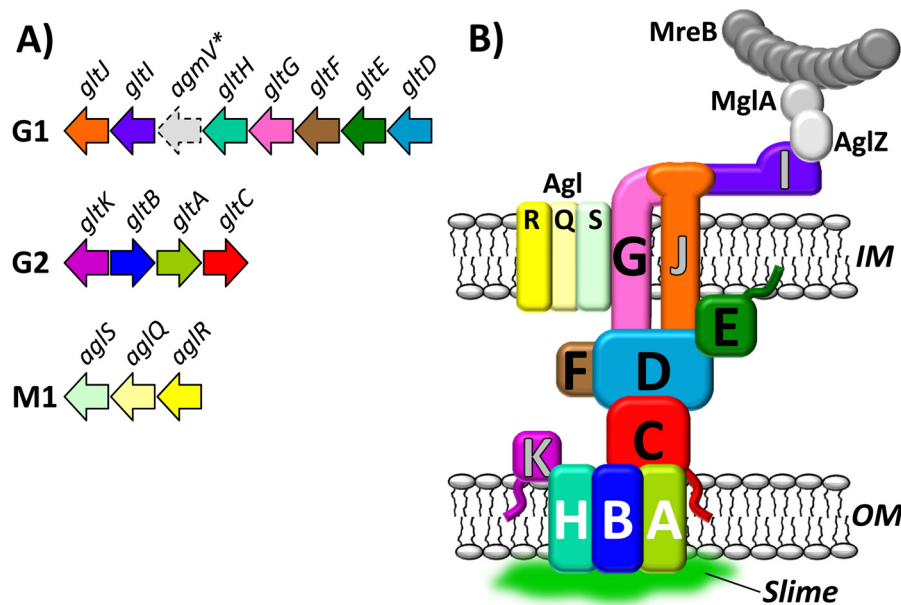 A)
gltJ gltI agmV* gltH gltG gltF gltE gltD
G1
gltK gltB gltA gltC
G2
aglS aglQ aglR
M1
B)
MreB
MglA
AglZ
I
Agl
R Q S
G J
IM
E
F D
C
K
H B A
OM
Slime